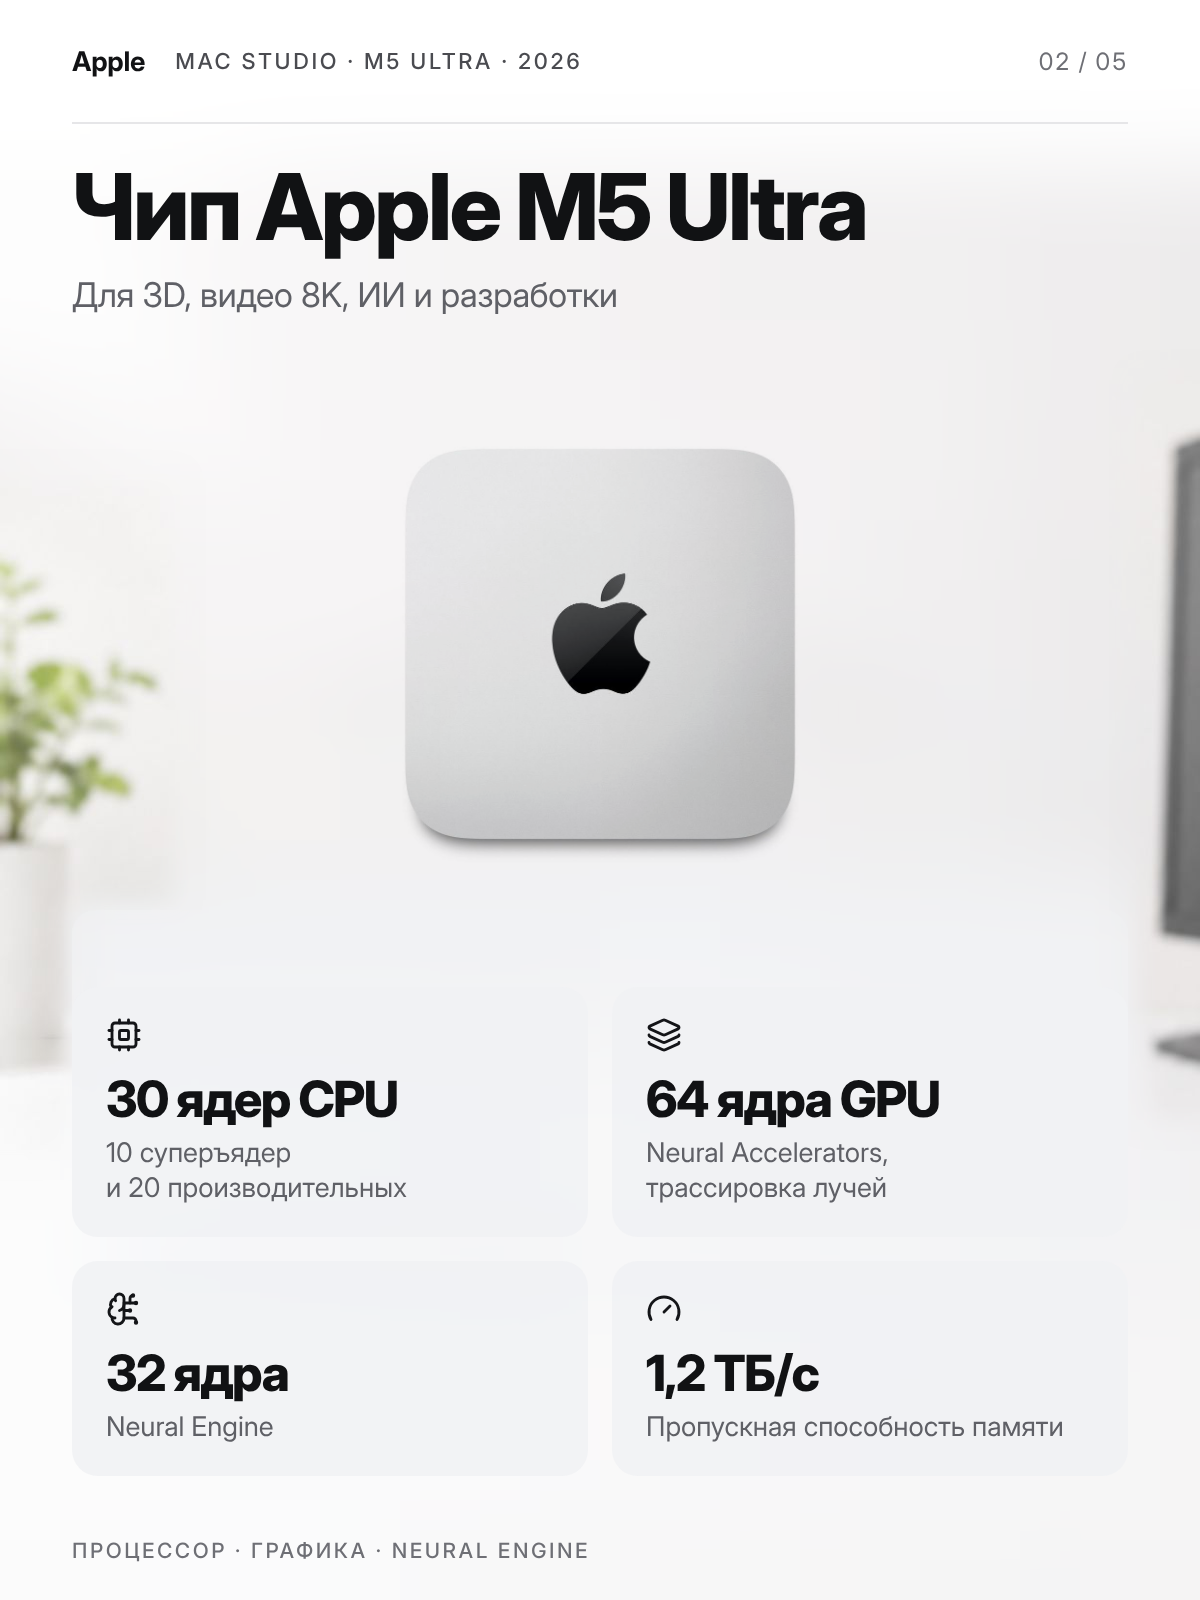 Apple MAC STUDIO · M5 ULTRA · 2026 02 / 05
Чип Apple M5 Ultra
Для 3D, видео 8K, ИИ и разработки
30 ядер CPU
10 суперъядер
и 20 производительных
64 ядра GPU
Neural Accelerators,
трассировка лучей
32 ядра
Neural Engine
1,2 ТБ/с
Пропускная способность памяти
ПРОЦЕССОР · ГРАФИКА · NEURAL ENGINE